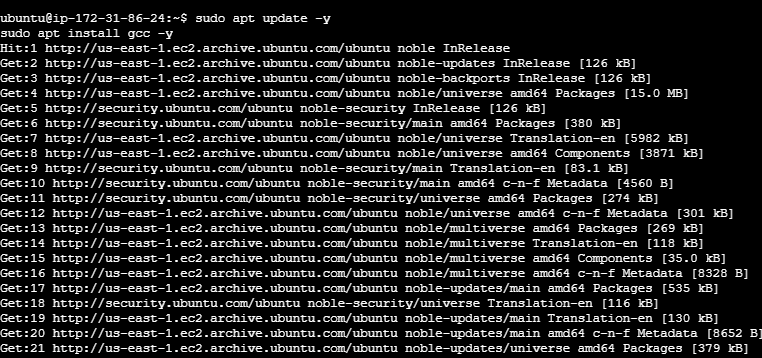 ubuntu@ip-172-31-86-24:~$ sudo apt update -y
sudo apt install gcc -y
Hit:1 http://us-east-1.ec2.archive.ubuntu.com/ubuntu noble InRelease
Get:2 http://us-east-1.ec2.archive.ubuntu.com/ubuntu noble-updates InRelease [126 kB]
Get:3 http://us-east-1.ec2.archive.ubuntu.com/ubuntu noble-backports InRelease [126 kB]
Get:4 http://us-east-1.ec2.archive.ubuntu.com/ubuntu noble/universe amd64 Packages [15.0 MB]
Get:5 http://security.ubuntu.com/ubuntu noble-security InRelease [126 kB]
Get:6 http://security.ubuntu.com/ubuntu noble-security/main amd64 Packages [380 kB]
Get:7 http://us-east-1.ec2.archive.ubuntu.com/ubuntu noble/universe Translation-en [5982 kB]
Get:8 http://us-east-1.ec2.archive.ubuntu.com/ubuntu noble/universe amd64 Components [3871 kB]
Get:9 http://security.ubuntu.com/ubuntu noble-security/main Translation-en [83.1 kB]
Get:10 http://security.ubuntu.com/ubuntu noble-security/main amd64 c-n-f Metadata [4560 B]
Get:11 http://security.ubuntu.com/ubuntu noble-security/universe amd64 Packages [274 kB]
Get:12 http://us-east-1.ec2.archive.ubuntu.com/ubuntu noble/universe amd64 c-n-f Metadata [301 kB]
Get:13 http://us-east-1.ec2.archive.ubuntu.com/ubuntu noble/multiverse amd64 Packages [269 kB]
Get:14 http://us-east-1.ec2.archive.ubuntu.com/ubuntu noble/multiverse Translation-en [118 kB]
Get:15 http://us-east-1.ec2.archive.ubuntu.com/ubuntu noble/multiverse amd64 Components [35.0 kB]
Get:16 http://us-east-1.ec2.archive.ubuntu.com/ubuntu noble/multiverse amd64 c-n-f Metadata [8328 B]
Get:17 http://us-east-1.ec2.archive.ubuntu.com/ubuntu noble-updates/main amd64 Packages [535 kB]
Get:18 http://security.ubuntu.com/ubuntu noble-security/universe Translation-en [116 kB]
Get:19 http://us-east-1.ec2.archive.ubuntu.com/ubuntu noble-updates/main Translation-en [130 kB]
Get:20 http://us-east-1.ec2.archive.ubuntu.com/ubuntu noble-updates/main amd64 c-n-f Metadata [8652 B]
Get:21 http://us-east-1.ec2.archive.ubuntu.com/ubuntu noble-updates/universe amd64 Packages [379 kB]